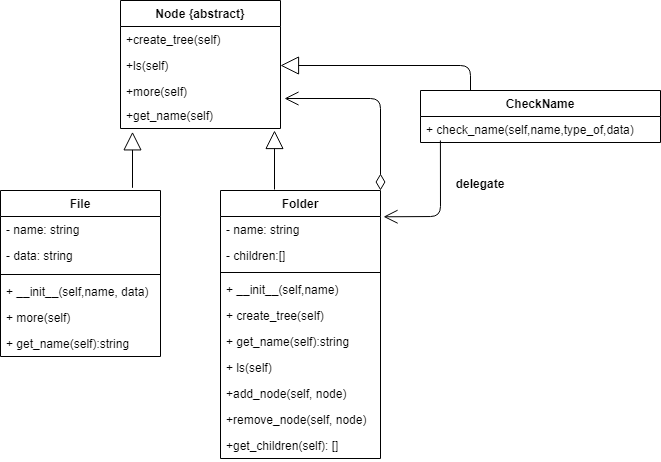 Node {abstract}
+create_tree(self)
+ls(self)
+more(self)
+get_name(self)
CheckName
+ check_name(self,name,type_of,data)
delegate
File
- name: string
- data: string
+ __init__(self,name, data)
+ more(self)
+ get_name(self):string
Folder
- name: string
- children:[]
+ __init__(self,name)
+ create_tree(self)
+ get_name(self):string
+ ls(self)
+add_node(self, node)
+remove_node(self, node)
+get_children(self): []